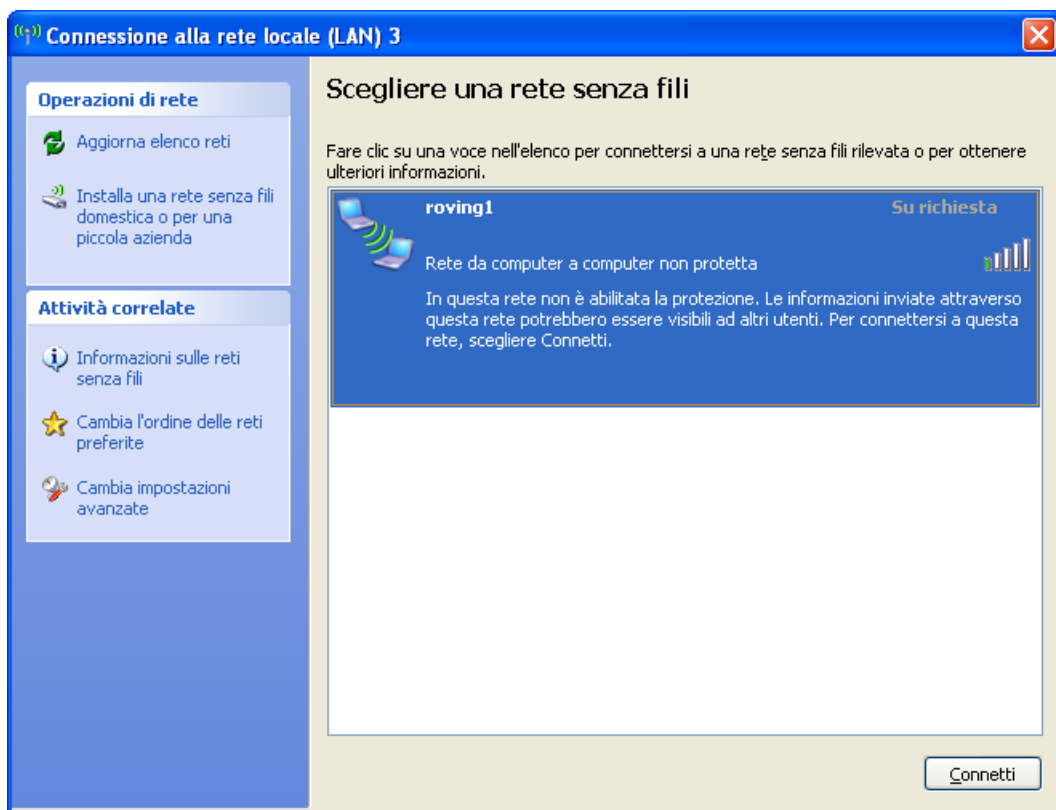 Connessione alla rete locale (LAN) 3
Operazioni di rete
Aggiorna elenco reti
Installa una rete senza fili
domestica o per una
piccola azienda
Attività correlate
Informazioni sulle reti
senza fili
Cambia l'ordine delle reti
preferite
Cambia impostazioni
avanzate
Scegliere una rete senza fili
Fare clic su una voce nell'elenco per connettersi a una rete senza fili rilevata o per ottenere
ulteriori informazioni.
roving1
Su richiesta
Rete da computer a computer non protetta
In questa rete non è abilitata la protezione. Le informazioni inviate attraverso
questa rete potrebbero essere visibili ad altri utenti. Per connettersi a questa
rete, scegliere Connetti.
Connetti